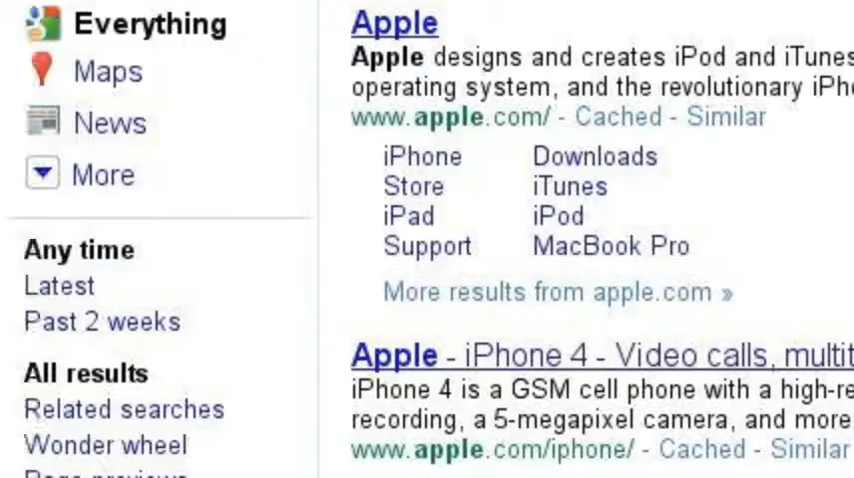 Everything
Maps
News
More
Any time
Latest
Past 2 weeks
All results
Related searches
Wonder wheel
Page previews
Apple
Apple designs and creates iPod and iTunes
operating system, and the revolutionary iPh
www.apple.com/ - Cached - Similar
iPhone Downloads
Store iTunes
iPad iPod
Support MacBook Pro
More results from apple.com »
Apple - iPhone 4 - Video calls, multit
iPhone 4 is a GSM cell phone with a high-re
recording, a 5-megapixel camera, and more
www.apple.com/iphone/ - Cached - Similar